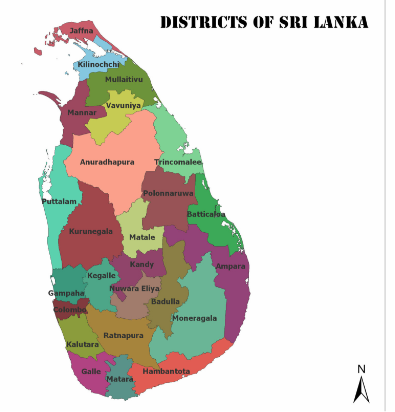 DISTRICTS OF SRI LANKA
Jaffna
Kilinochchi
Mullaitivu
Vavuniya
Mannar
Anuradhapura
Trincomalee
Polonnaruwa
Puttalam
Batticaloa
Kurunegala
Matale
Kandy
Ampara
Kegalle
Gampaha
Nuwara Eliya
Badulla
Colombo
Moneragala
Ratnapura
Kalutara
Galle
Matara
Hambantota
N